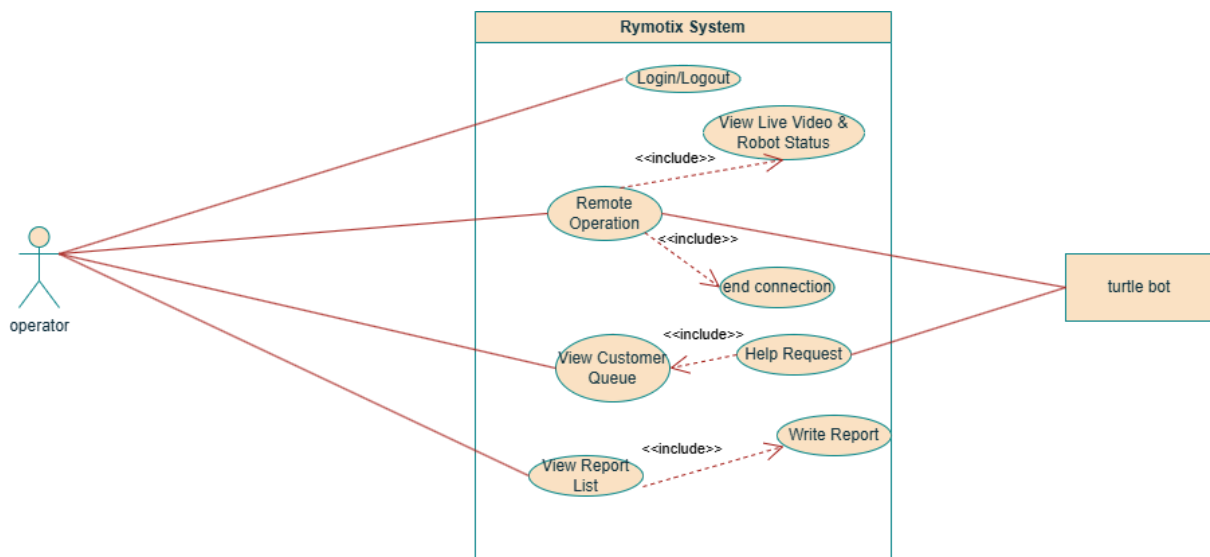 Rymotix System
Login/Logout
View Live Video &
Robot Status
<<include>>
Remote
Operation
<<include>>
end connection
turtle bot
operator
<<include>>
Help Request
View Customer
Queue
Write Report
<<include>>
View Report
List